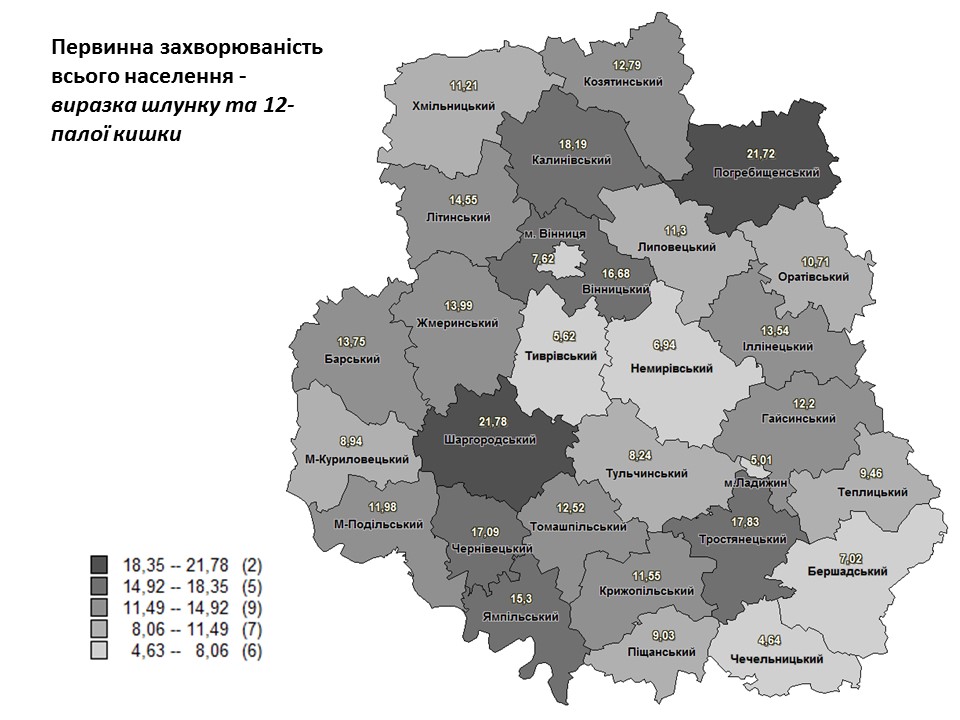 Первинна захворюваність
всього населення -
виразка шлунку та 12-
палої кишки
12,79
Козятинський
11,21
Хмільницький
18,19
Калинівський
21,72
Погребищенський
14,55
Літинський
м. Вінниця
7,62
16,68
Вінницький
11,3
Липовецький
10,71
Оратівський
13,99
Жмеринський
13,75
Барський
5,62
Тиврівський
6,94
Немирівський
13,54
Іллінецький
12,2
Гайсинський
21,78
Шаргородський
8,94
М-Куриловецький
8,24
Тульчинський
5,01
м.Ладижин
9,46
Теплицький
11,98
М-Подільський
17,09
Чернівецький
12,52
Томашпільський
17,83
Тростянецький
7,02
Бершадський
15,3
Ямпільський
11,55
Крижопільський
9,03
Піщанський
4,64
Чечельницький
18,35 -- 21,78 (2)
14,92 -- 18,35 (5)
11,49 -- 14,92 (9)
8,06 -- 11,49 (7)
4,63 -- 8,06 (6)